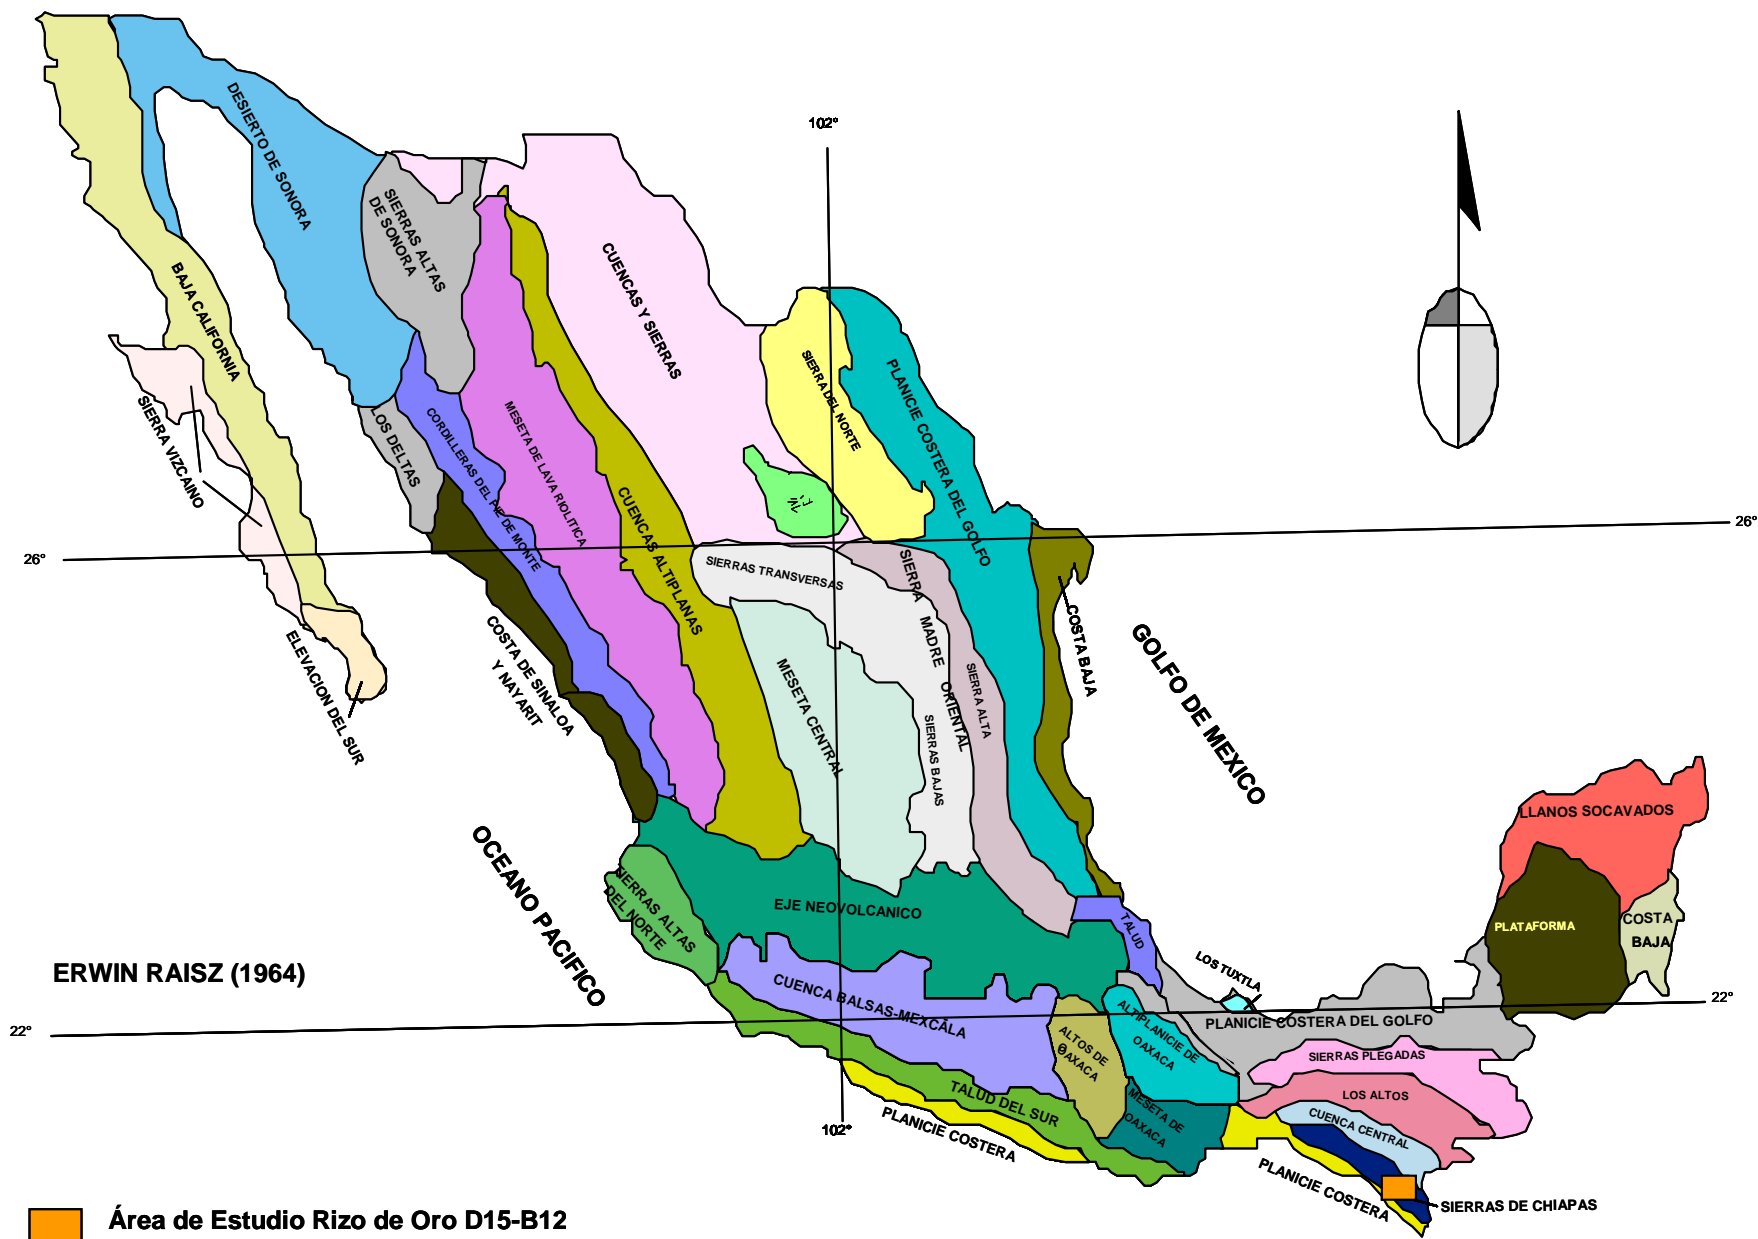 102°
DESIERTO DE SONORA
SIERRAS ALTAS
DE SONORA
BAJA CALIFORNIA
CUENCAS Y SIERRAS
SIERRA DEL NORTE
PLANICIE COSTERA DEL GOLFO
SIERRA VIZCAINO
LOS DELTAS
CORDILLERAS DEL PIE DE MONTE
MESETA DE LAVA RIOLITICA
CUENCAS ALTIPLANAS
26°
26°
SIERRAS TRANSVERSAS
SIERRA MADRE ORIENTAL
SIERRA ALTA
SIERRAS BAJAS
COSTA BAJA
GOLFO DE MEXICO
ELEVACION DEL SUR
COSTA DE SINALOA
Y NAYARIT
MESETA CENTRAL
LLANOS SOCAVADOS
OCEANO PACIFICO
SIERRAS ALTAS
DEL NORTE
EJE NEOVOLCANICO
TALUD
PLATAFORMA
COSTA
BAJA
ERWIN RAISZ (1964)
LOS TUXTLA
CUENCA BALSAS-MEXCALA
22°
22°
PLANICIE COSTERA DEL GOLFO
ALTOS DE
OAXACA
ALTIPLANICIE DE
OAXACA
SIERRAS PLEGADAS
TALUD DEL SUR
MESETA DE
OAXACA
LOS ALTOS
CUENCA CENTRAL
102°
PLANICIE COSTERA
PLANICIE COSTERA
SIERRAS DE CHIAPAS
Área de Estudio Rizo de Oro D15-B12